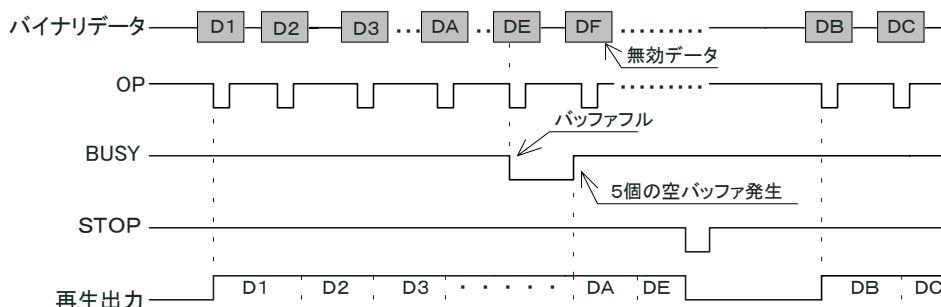 バイナリデータ D1 D2 D3 ... DA .. DE DF ......... DB DC
無効データ
OP .........
バッファフル
BUSY
5個の空バッファ発生
STOP
再生出力 D1 D2 D3 ・・・・・ DA DE DB DC